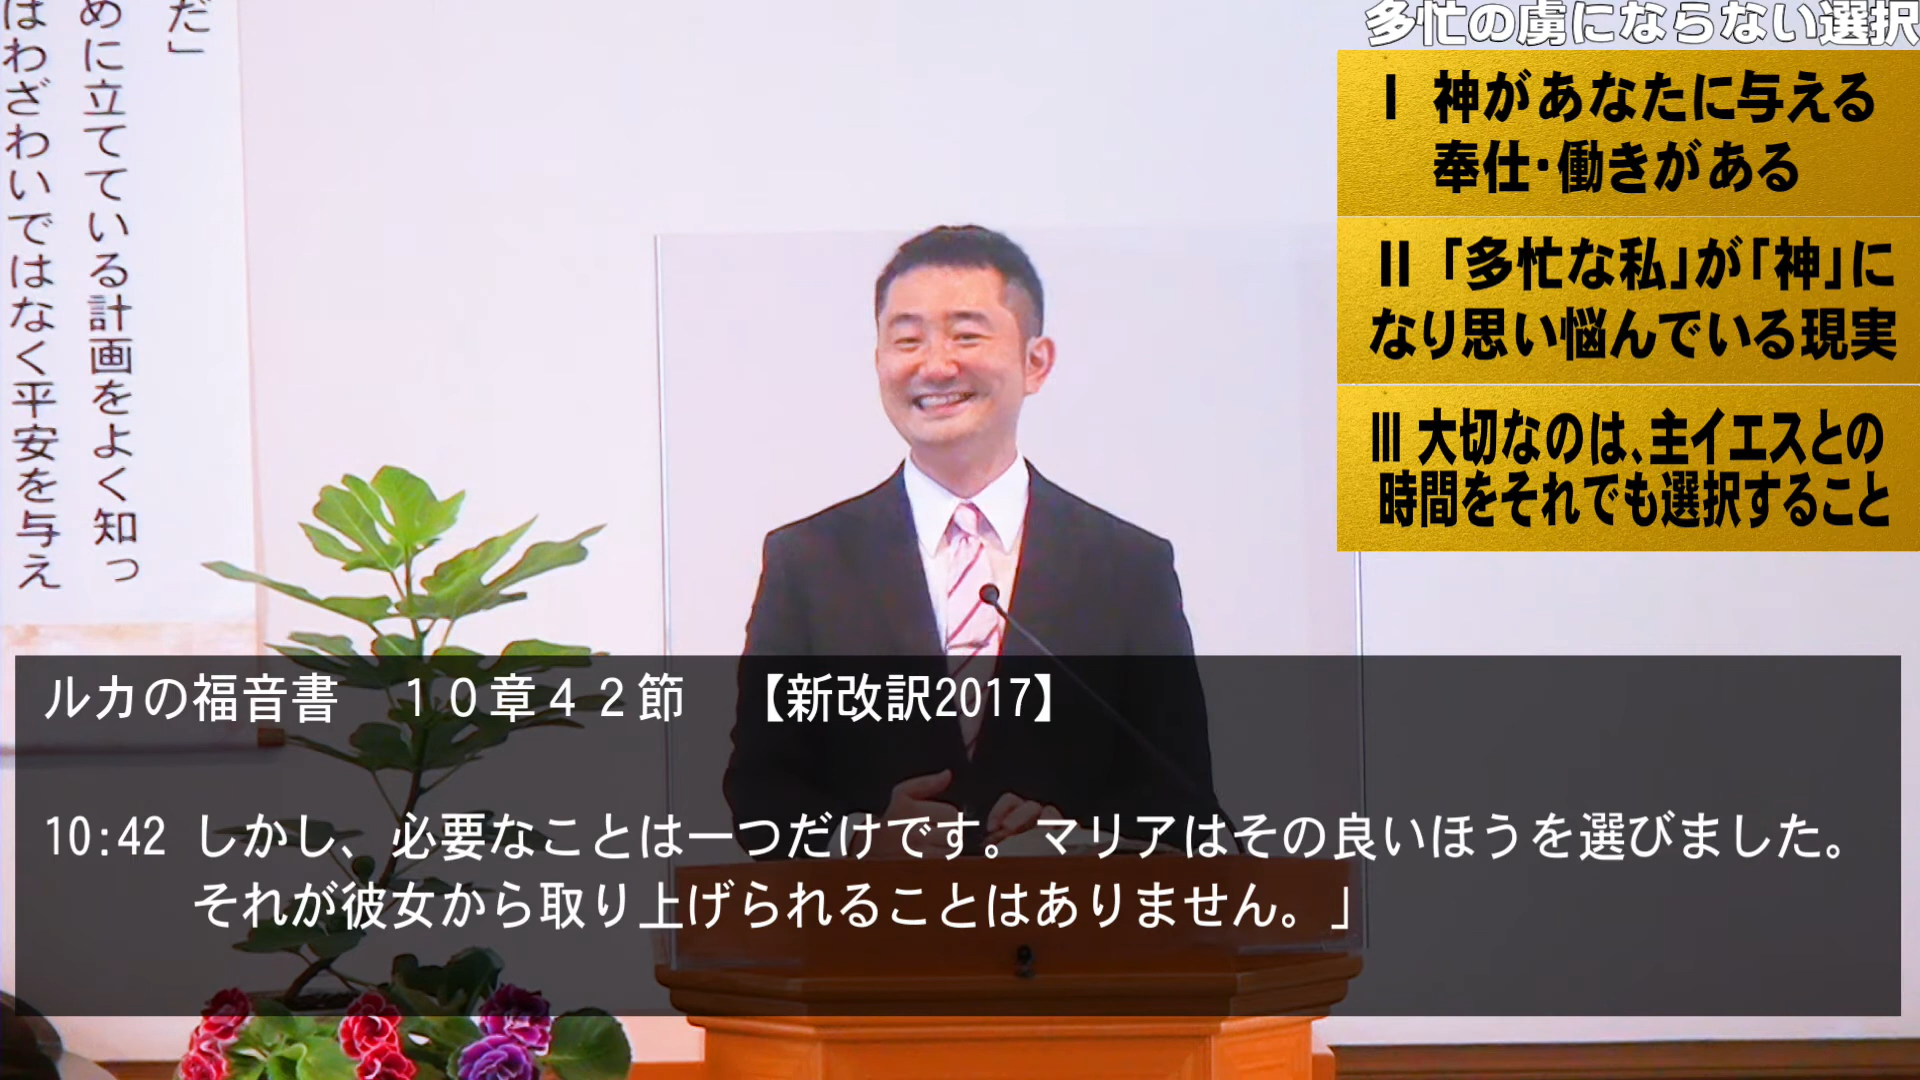 だ」
めに立てている計画をよく知っ
はわざわいではなく平安を与え
多忙の虜にならない選択
Ⅰ 神があなたに与える
奉仕・働きがある
Ⅱ「多忙な私」が「神」に
なり思い悩んでいる現実
Ⅲ 大切なのは、主イエスとの
時間をそれでも選択すること
ルカの福音書　１０章４２節　【新改訳2017】
10:42 しかし、必要なことは一つだけです。マリアはその良いほうを選びました。
それが彼女から取り上げられることはありません。」